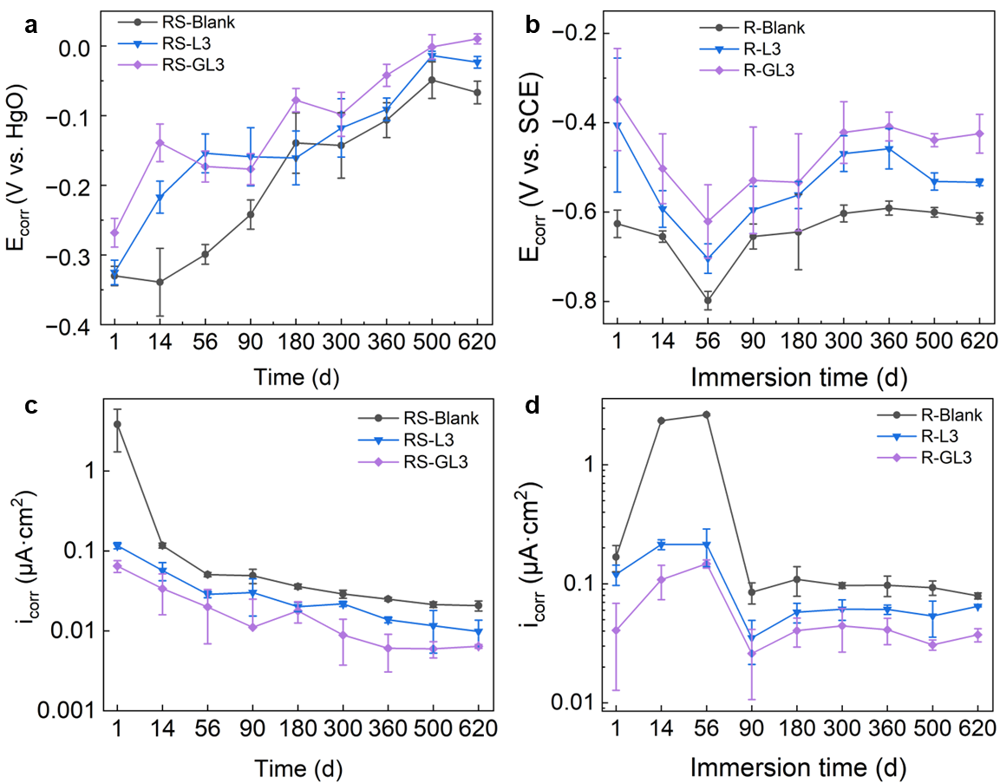 a
RS-Blank
RS-L3
RS-GL3
0.0
−0.1
−0.2
−0.3
−0.4
E_corr (V vs. HgO)
1 14 56 90 180 300 360 500 620
Time (d)
b
R-Blank
R-L3
R-GL3
−0.2
−0.4
−0.6
−0.8
E_corr (V vs. SCE)
1 14 56 90 180 300 360 500 620
Immersion time (d)
c
RS-Blank
RS-L3
RS-GL3
1
0.1
0.01
0.001
i_corr (μA·cm²)
1 14 56 90 180 300 360 500 620
Time (d)
d
R-Blank
R-L3
R-GL3
1
0.1
0.01
i_corr (μA·cm²)
1 14 56 90 180 300 360 500 620
Immersion time (d)